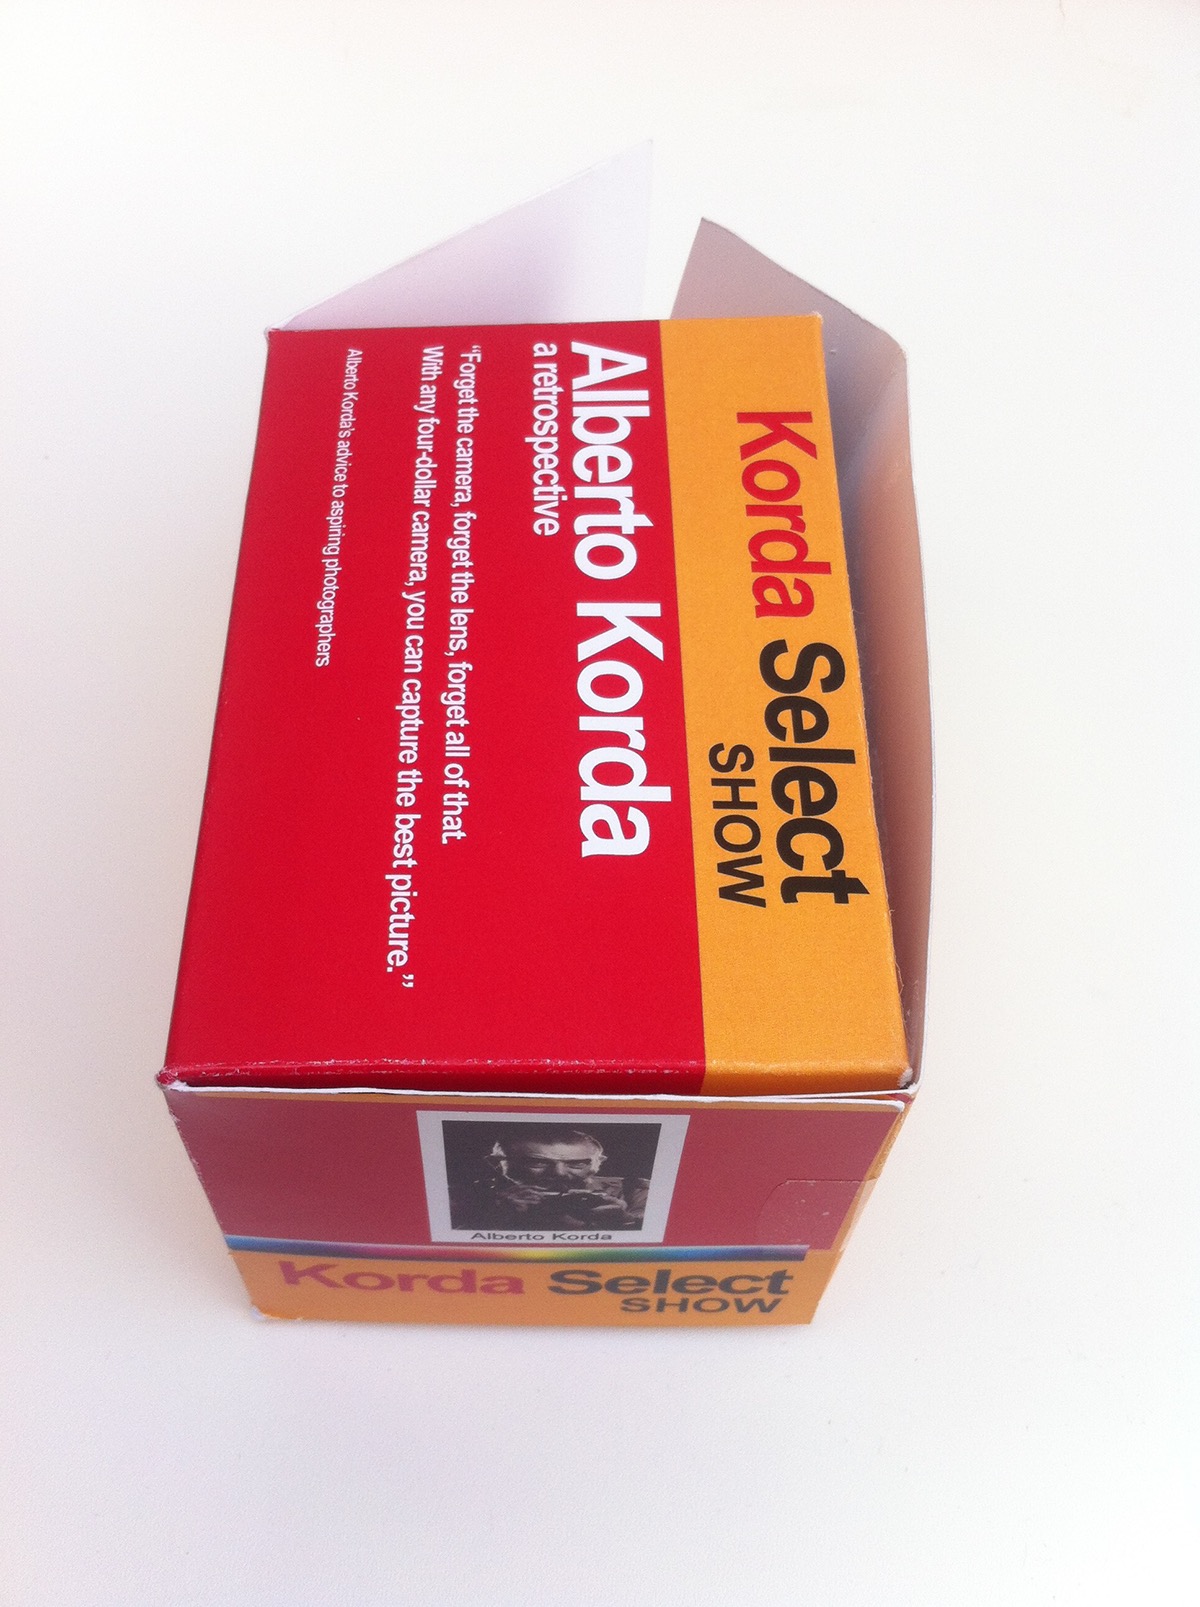 Korda Select
SHOW
Alberto Korda
a retrospective
“Forget the camera, forget the lens, forget all of that.
With any four-dollar camera, you can capture the best picture.”
Alberto Korda's advice to aspiring photographers
Alberto Korda
Korda Select
SHOW